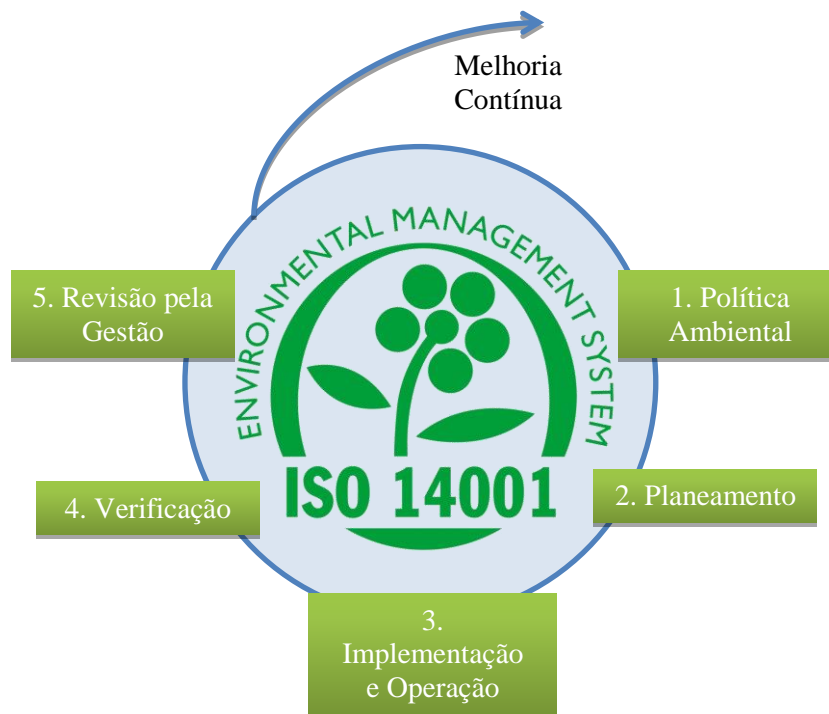 Melhoria
Contínua
ENVIRONMENTAL MANAGEMENT SYSTEM
ISO 14001
1. Política
Ambiental
2. Planeamento
3.
Implementação
e Operação
4. Verificação
5. Revisão pela
Gestão